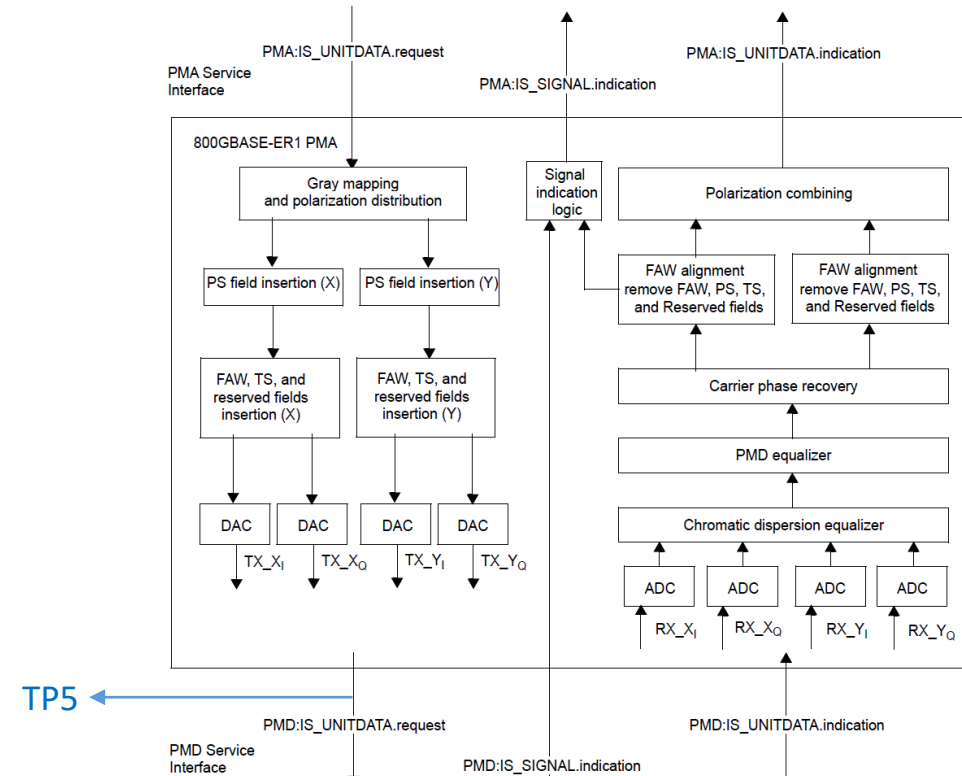 PMA:IS_UNITDATA.request
PMA:IS_UNITDATA.indication
PMA Service
Interface
PMA:IS_SIGNAL.indication
800GBASE-ER1 PMA
Gray mapping
and polarization distribution
Signal
indication
logic
Polarization combining
PS field insertion (X)
PS field insertion (Y)
FAW alignment
remove FAW, PS, TS,
and Reserved fields
FAW alignment
remove FAW, PS, TS,
and Reserved fields
FAW, TS, and
reserved fields
insertion (X)
FAW, TS, and
reserved fields
insertion (Y)
Carrier phase recovery
PMD equalizer
Chromatic dispersion equalizer
DAC
DAC
DAC
DAC
TX_XI
TX_XQ
TX_YI
TX_YQ
ADC
ADC
ADC
ADC
RX_XI
RX_XQ
RX_YI
RX_YQ
TP5
PMD:IS_UNITDATA.request
PMD:IS_UNITDATA.indication
PMD Service
Interface
PMD:IS_SIGNAL.indication